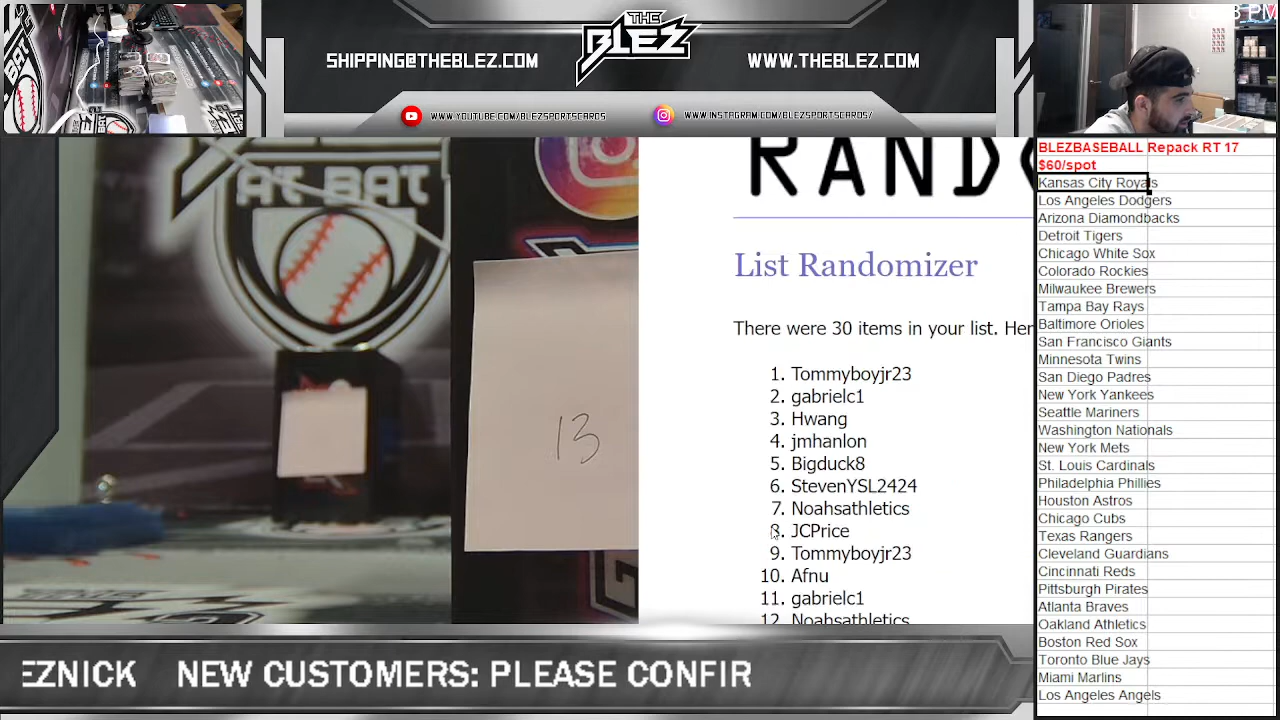 THE
BLEZ
SHIPPING@THEBLEZ.COM
WWW.THEBLEZ.COM
WWW.YOUTUBE.COM/BLEZSPORTSCARDS
WWW.INSTAGRAM.COM/BLEZSPORTSCARDS/
PM
AT BAT
13
RANDO
List Randomizer
There were 30 items in your list. Her
1. Tommyboyjr23
2. gabrielc1
3. Hwang
4. jmhanlon
5. Bigduck8
6. StevenYSL2424
7. Noahsathletics
8. JCPrice
9. Tommyboyjr23
10. Afnu
11. gabrielc1
12. Noahsathletics
BLEZBASEBALL Repack RT 17
$60/spot
Kansas City Royals
Los Angeles Dodgers
Arizona Diamondbacks
Detroit Tigers
Chicago White Sox
Colorado Rockies
Milwaukee Brewers
Tampa Bay Rays
Baltimore Orioles
San Francisco Giants
Minnesota Twins
San Diego Padres
New York Yankees
Seattle Mariners
Washington Nationals
New York Mets
St. Louis Cardinals
Philadelphia Phillies
Houston Astros
Chicago Cubs
Texas Rangers
Cleveland Guardians
Cincinnati Reds
Pittsburgh Pirates
Atlanta Braves
Oakland Athletics
Boston Red Sox
Toronto Blue Jays
Miami Marlins
Los Angeles Angels
EZNICK NEW CUSTOMERS: PLEASE CONFIR